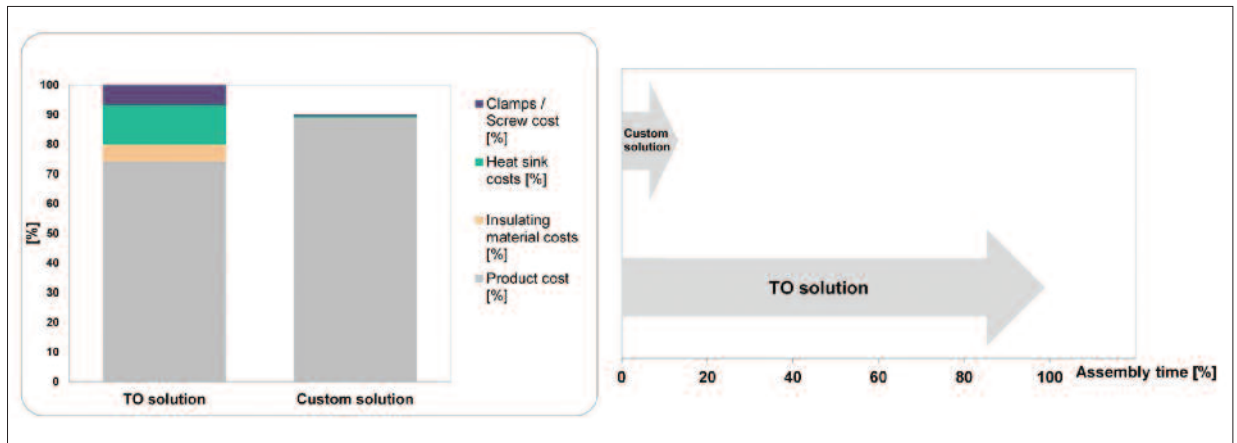 100
90
80
70
60
50
40
30
20
10
0
[%]
TO solution
Custom solution
Clamps /
Screw cost
[%]
Heat sink
costs [%]
Insulating
material costs
[%]
Product cost
[%]
Custom
solution
TO solution
0 20 40 60 80 100 Assembly time [%]